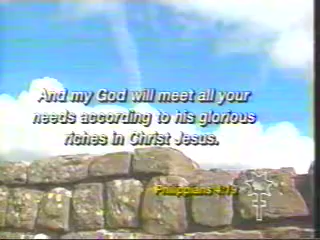 And my God will meet all your
needs according to his glorious
riches in Christ Jesus.
Philippians 4:19